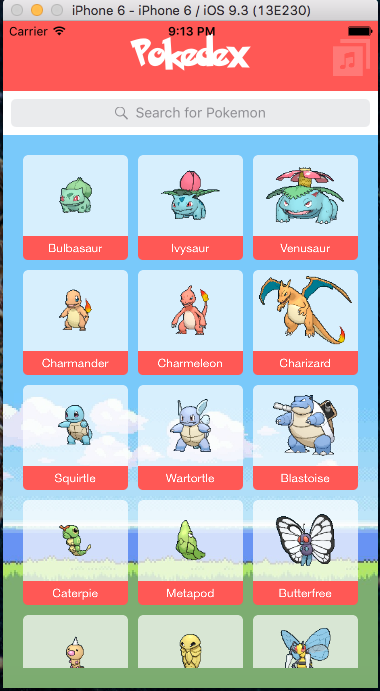 iPhone 6 - iPhone 6 / iOS 9.3 (13E230)
Carrier 9:13 PM
Pokedex
Search for Pokemon
Bulbasaur Ivysaur Venusaur
Charmander Charmeleon Charizard
Squirtle Wartortle Blastoise
Caterpie Metapod Butterfree